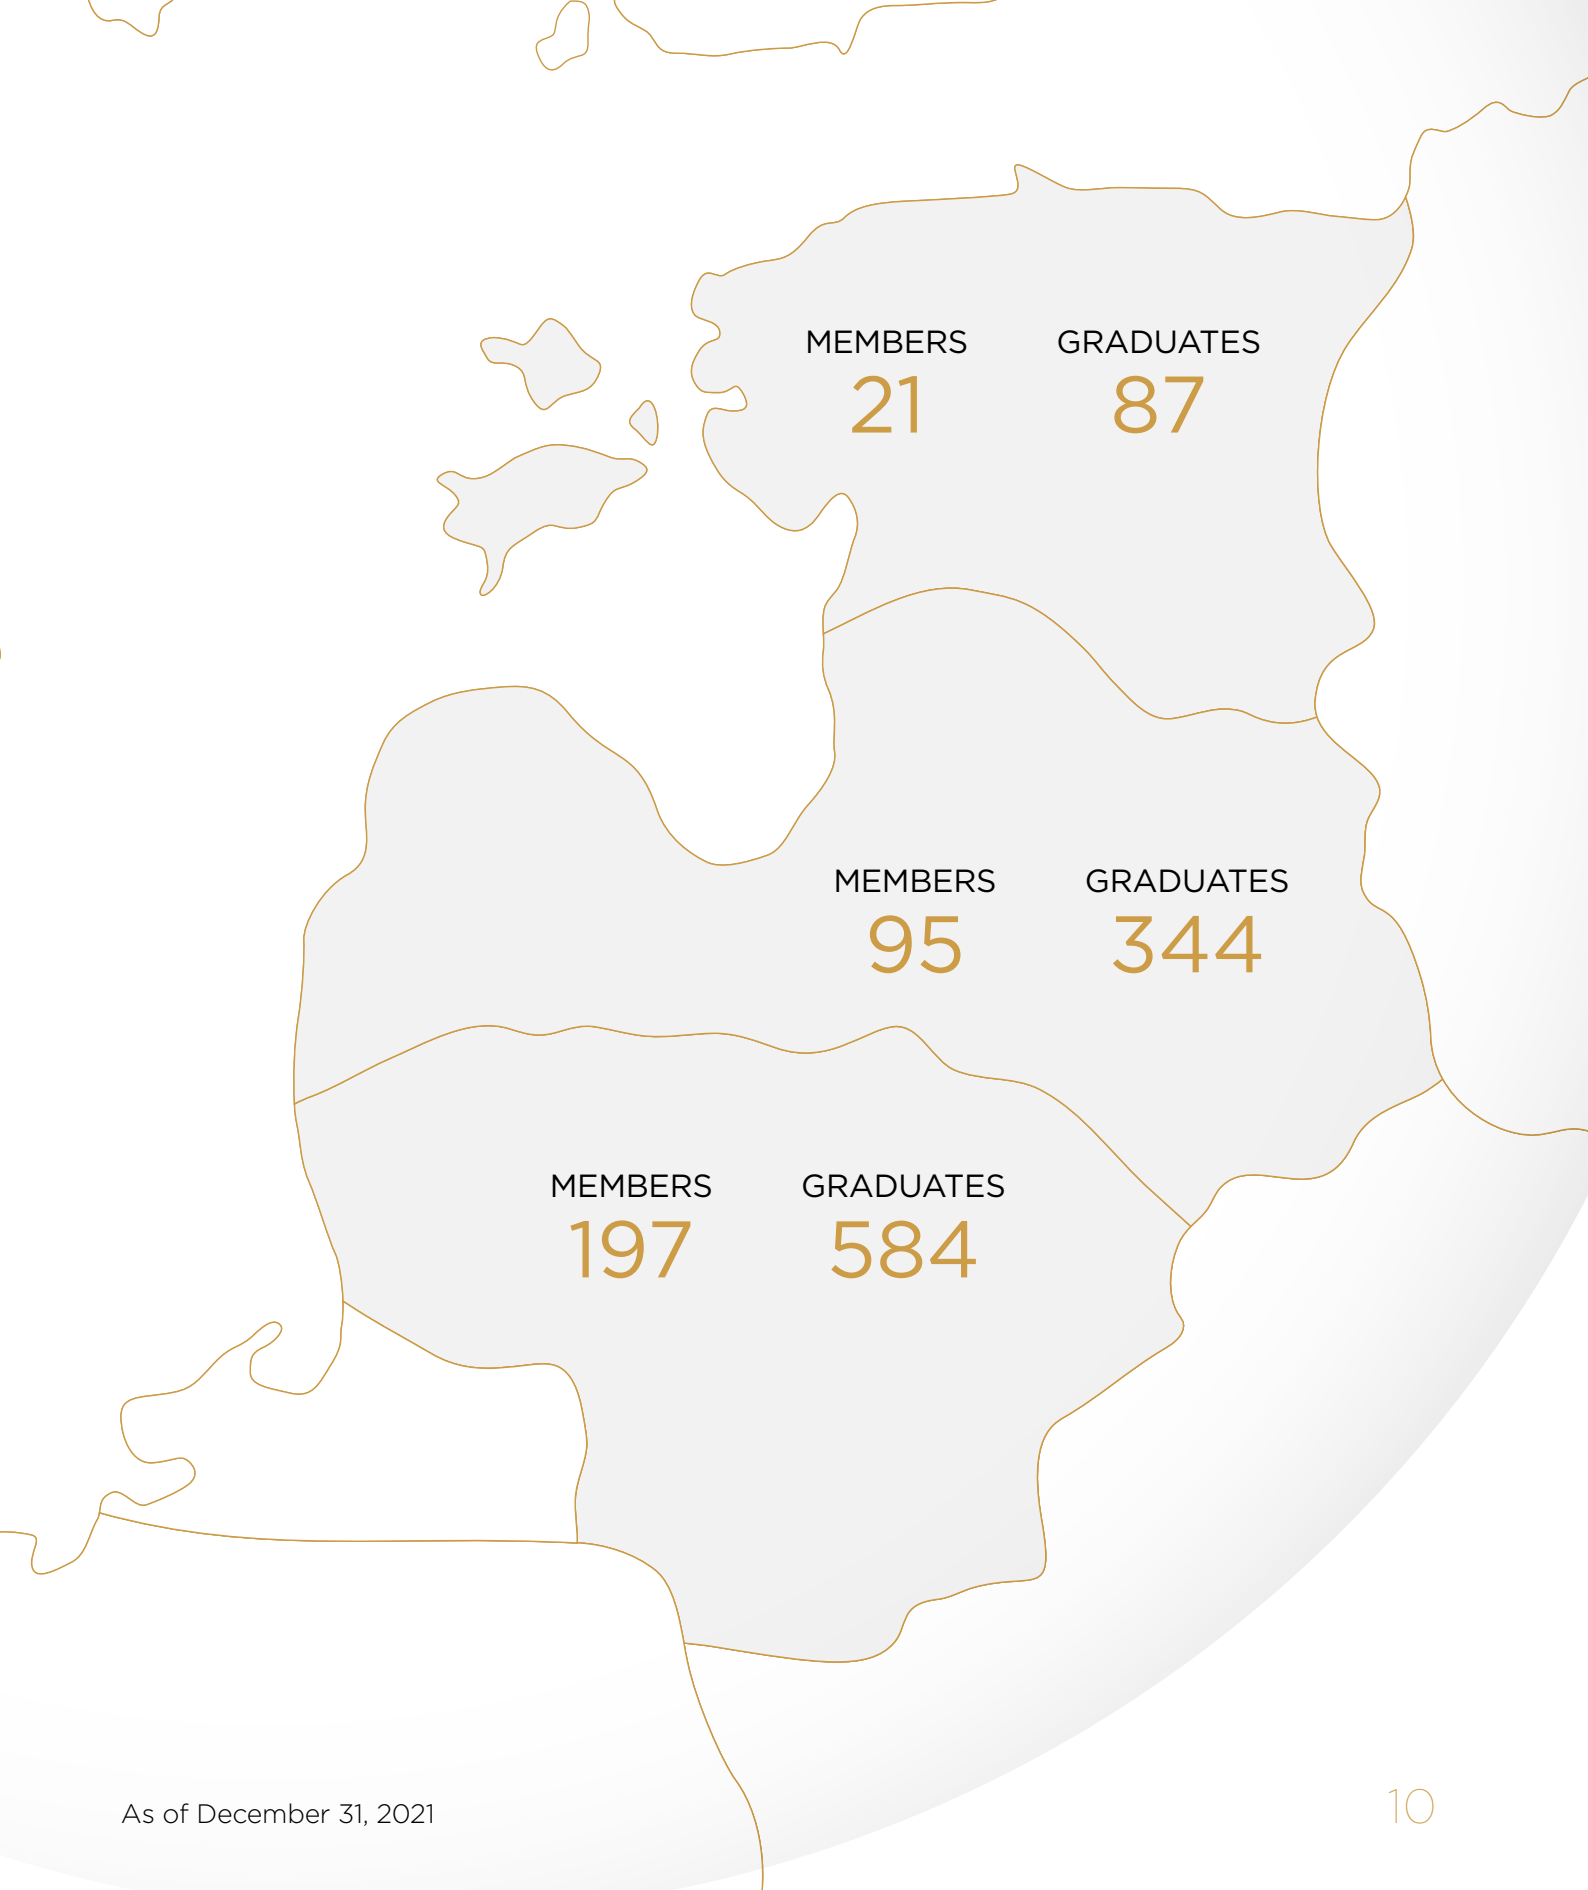 MEMBERS GRADUATES
21 87
MEMBERS GRADUATES
95 344
MEMBERS GRADUATES
197 584
As of December 31, 2021
10